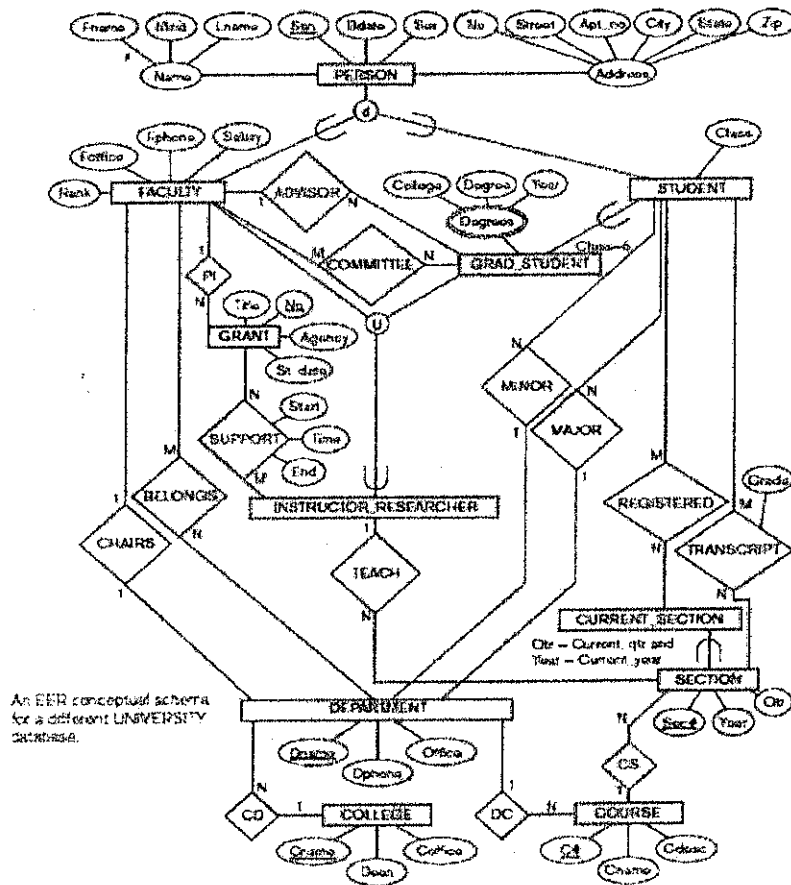 Fname Minit Lname Ssn Bdate Sex No Street Apt_no City State Zip
Name PERSON Address
d
Fphone Salary Class
Foffice
Rank FACULTY ADVISOR College Degree Year STUDENT
1 N
Degrees
Class=5
M COMMITTEE N GRAD_STUDENT
1
PI
N Title No
U
GRANT Agency
St_date
N N
MINOR N
Start
SUPPORT Time 1 MAJOR
End
M M Grade
1 BELONGS INSTRUCTOR_RESEARCHER 1 REGISTERED M
N 1
CHAIRS TEACH N TRANSCRIPT
1 N N
CURRENT_SECTION
Qtr = Current_qtr and
Year = Current_year
SECTION
An EER conceptual schema
for a different UNIVERSITY
database.
DEPARTMENT N Sec# Year Qtr
Dname Dphone Office
CS
N 1 1
CD 1 COLLEGE DC N COURSE
Cname Coffice C# Cdesc
Dean Cname